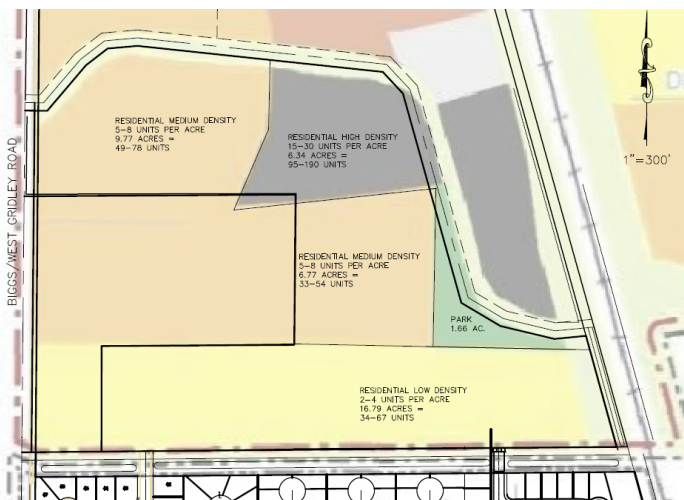 RESIDENTIAL MEDIUM DENSITY
5-8 UNITS PER ACRE
9.77 ACRES =
49-78 UNITS
RESIDENTIAL HIGH DENSITY
15-30 UNITS PER ACRE
6.34 ACRES =
95-190 UNITS
1"=300'
BIGGS/WEST GRIDLEY ROAD
RESIDENTIAL MEDIUM DENSITY
5-8 UNITS PER ACRE
6.77 ACRES =
33-54 UNITS
PARK
1.66 AC.
RESIDENTIAL LOW DENSITY
2-4 UNITS PER ACRE
16.79 ACRES =
34-67 UNITS